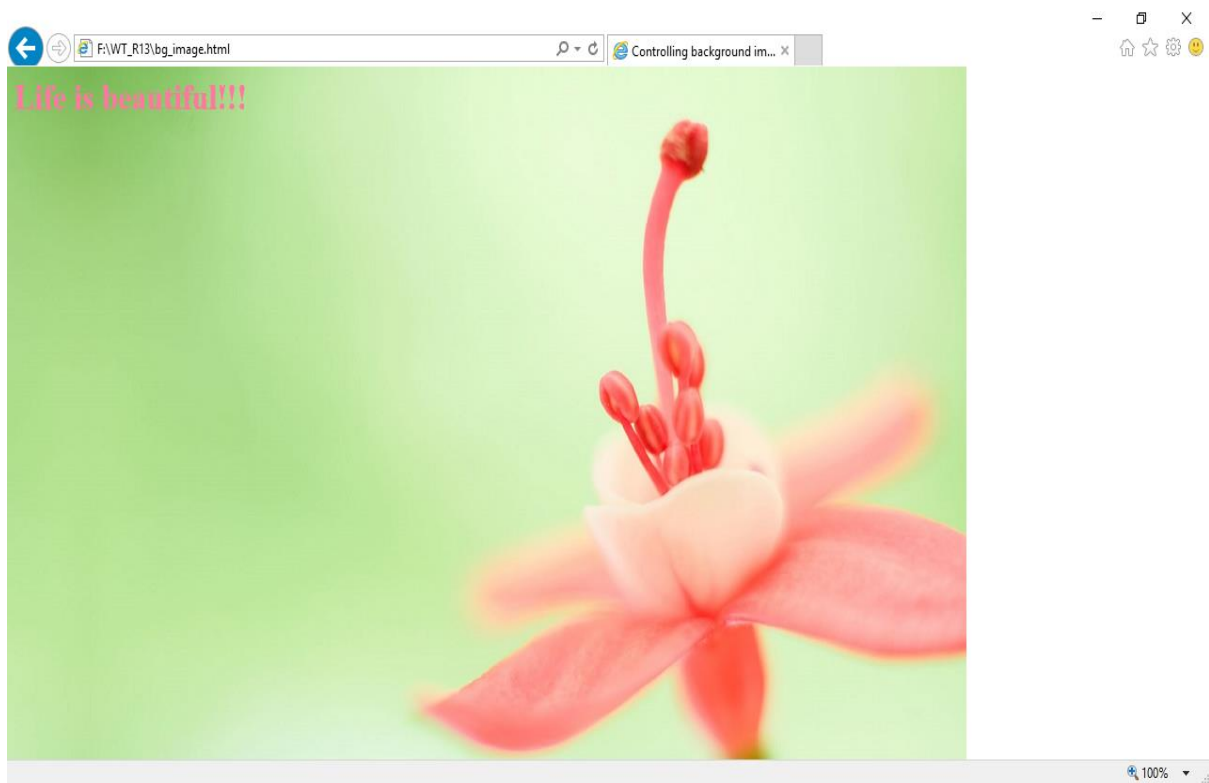 F:\WT_R13\bg_image.html
Controlling background im...
Life is beautiful!!!
100%